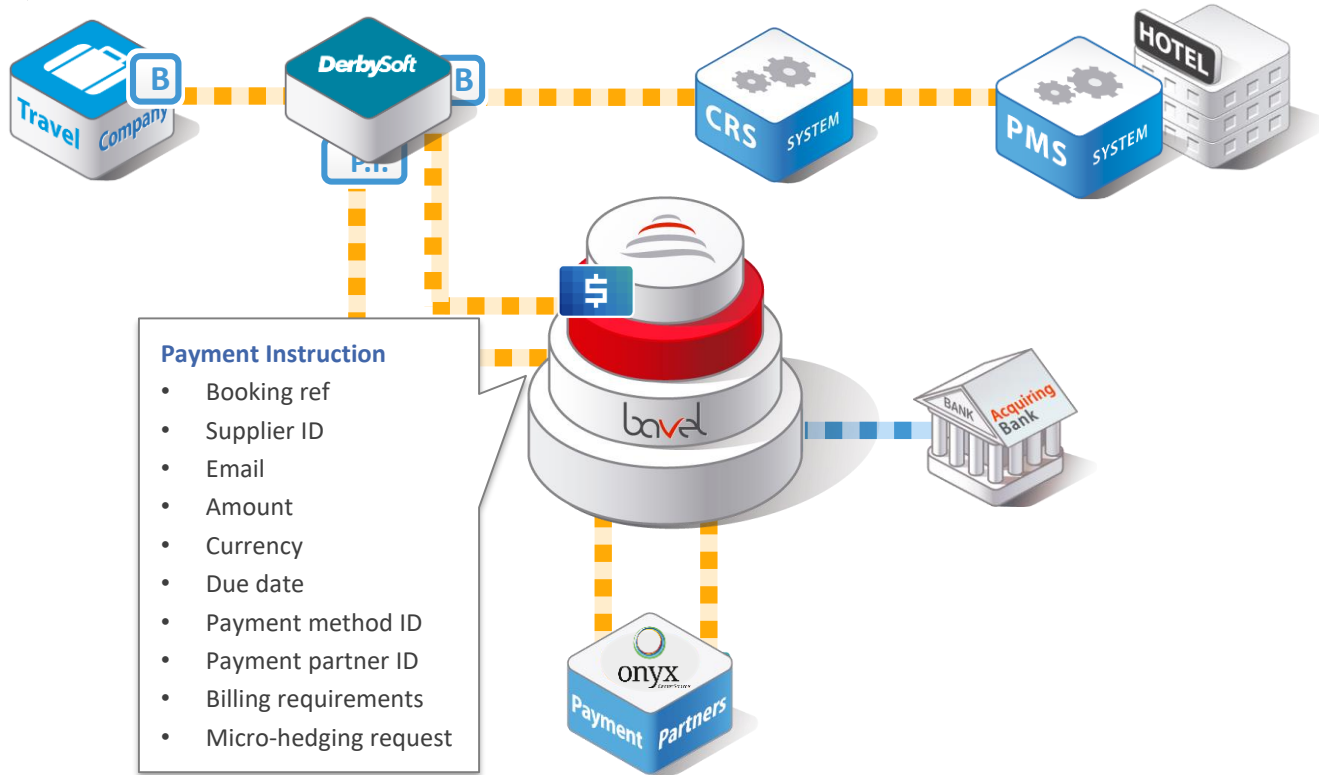 B
Travel
Company
DerbySoft
B
P.I.
CRS
SYSTEM
PMS
SYSTEM
HOTEL
$
bavel
BANK
Acquiring
Bank
Payment Instruction
• Booking ref
• Supplier ID
• Email
• Amount
• Currency
• Due date
• Payment method ID
• Payment partner ID
• Billing requirements
• Micro-hedging request
onyx
CenterSource
Payment
Partners